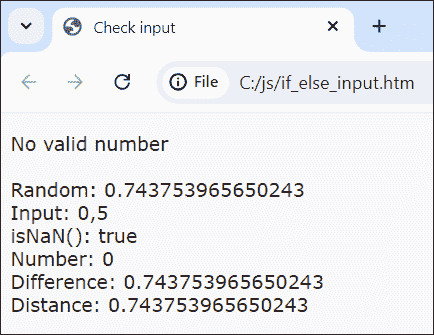 Check input
File
C:/js/if_else_input.htm
No valid number
Random: 0.743753965650243
Input: 0,5
isNaN(): true
Number: 0
Difference: 0.743753965650243
Distance: 0.743753965650243